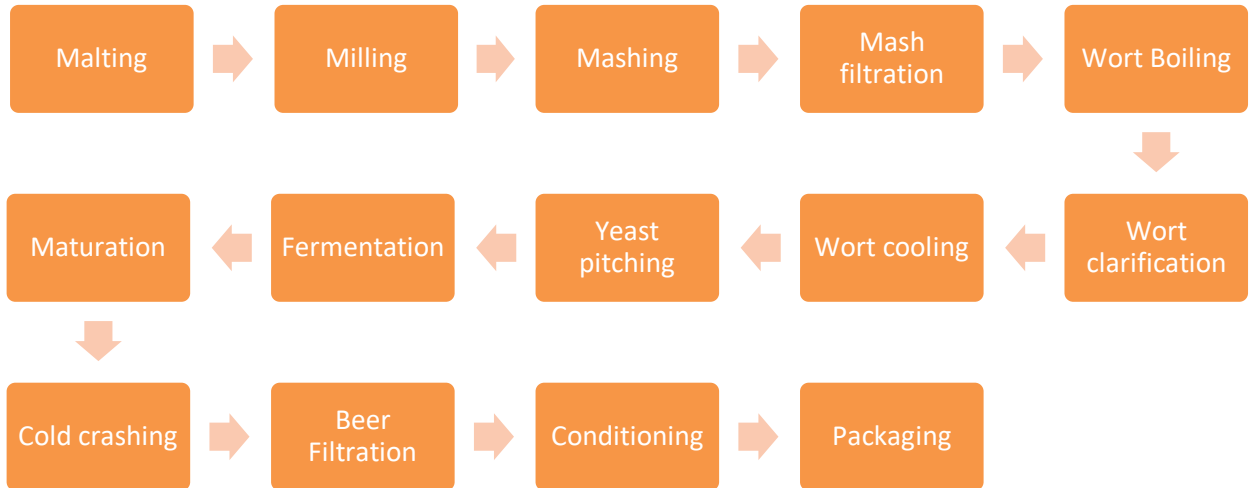 Malting
Milling
Mashing
Mash
filtration
Wort Boiling
Wort
clarification
Wort cooling
Yeast
pitching
Fermentation
Maturation
Cold crashing
Beer
Filtration
Conditioning
Packaging